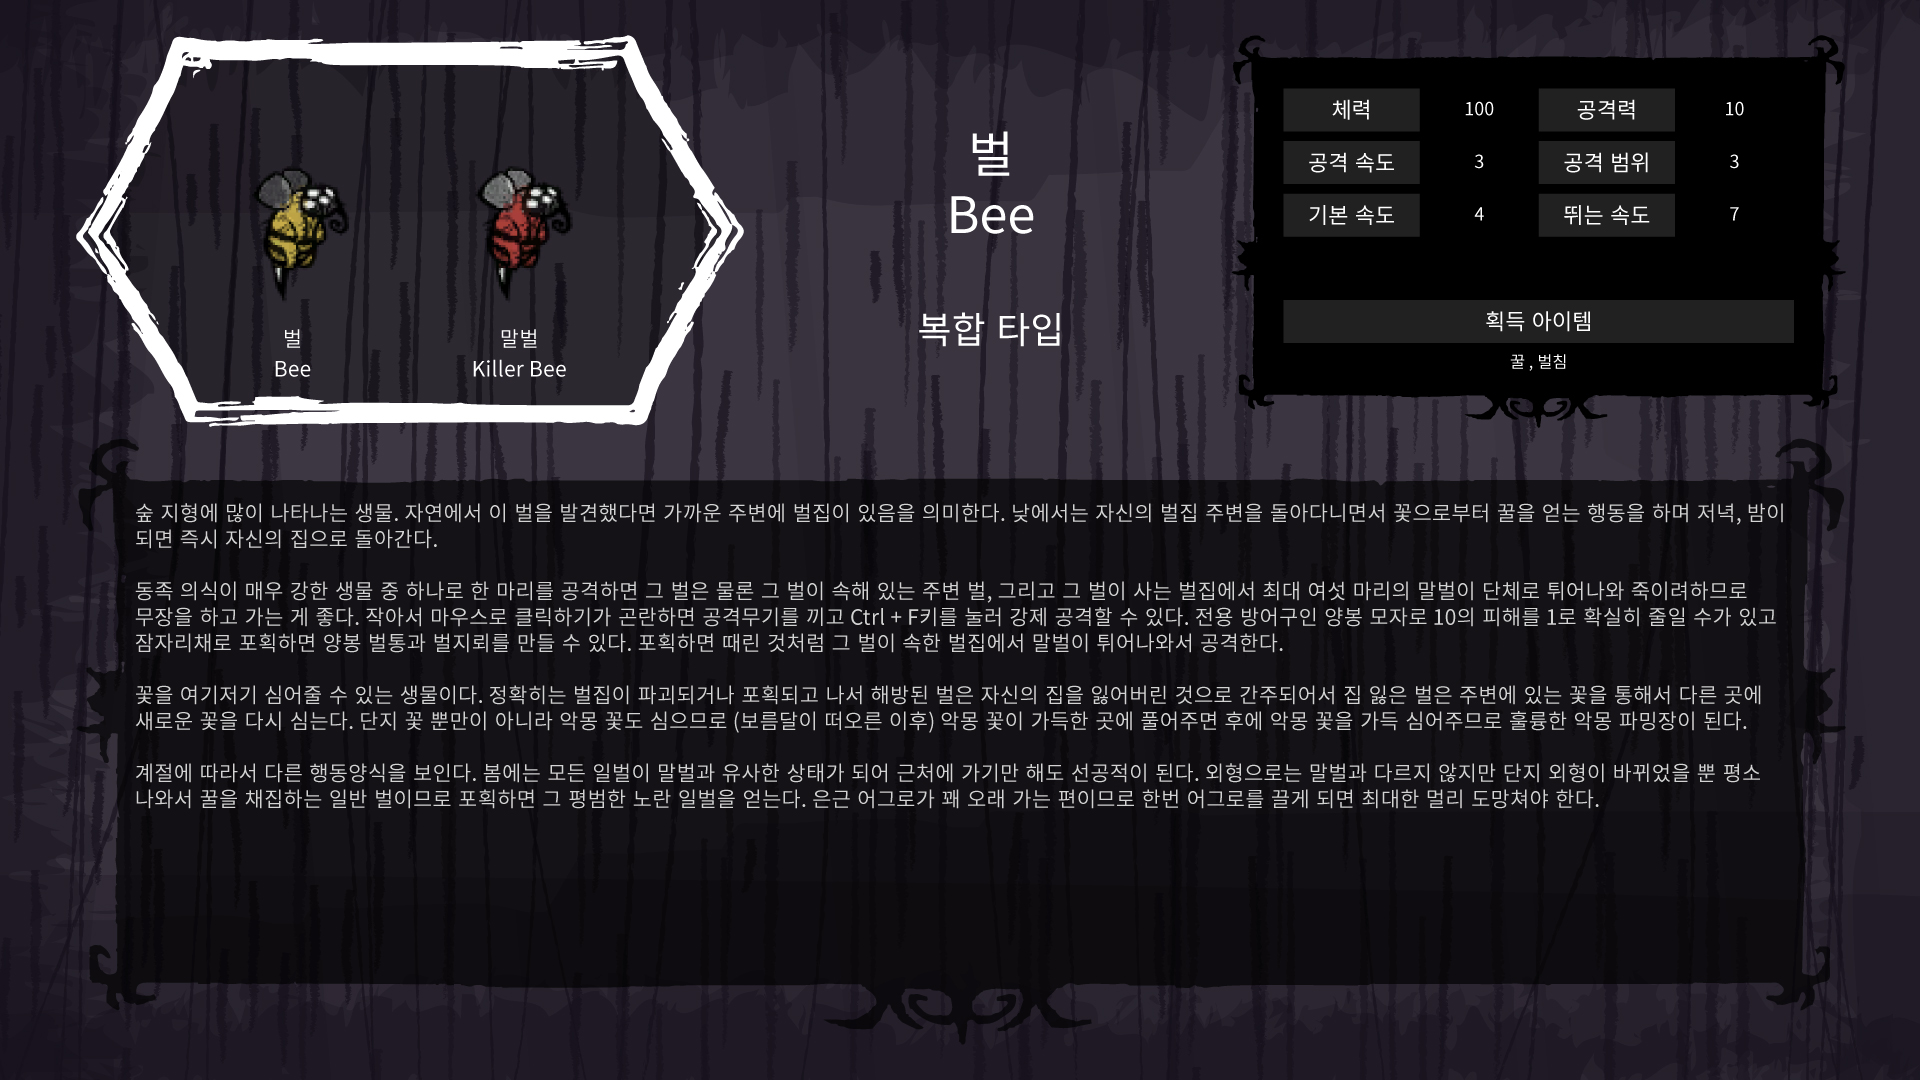 벌
Bee
말벌
Killer Bee
벌
Bee
복합 타입
체력 100 공격력 10
공격 속도 3 공격 범위 3
기본 속도 4 뛰는 속도 7
획득 아이템
꿀 , 벌침
숲 지형에 많이 나타나는 생물. 자연에서 이 벌을 발견했다면 가까운 주변에 벌집이 있음을 의미한다. 낮에서는 자신의 벌집 주변을 돌아다니면서 꽃으로부터 꿀을 얻는 행동을 하며 저녁, 밤이
되면 즉시 자신의 집으로 돌아간다.
동족 의식이 매우 강한 생물 중 하나로 한 마리를 공격하면 그 벌은 물론 그 벌이 속해 있는 주변 벌, 그리고 그 벌이 사는 벌집에서 최대 여섯 마리의 말벌이 단체로 튀어나와 죽이려하므로
무장을 하고 가는 게 좋다. 작아서 마우스로 클릭하기가 곤란하면 공격무기를 끼고 Ctrl + F키를 눌러 강제 공격할 수 있다. 전용 방어구인 양봉 모자로 10의 피해를 1로 확실히 줄일 수가 있고
잠자리채로 포획하면 양봉 벌통과 벌지뢰를 만들 수 있다. 포획하면 때린 것처럼 그 벌이 속한 벌집에서 말벌이 튀어나와서 공격한다.
꽃을 여기저기 심어줄 수 있는 생물이다. 정확히는 벌집이 파괴되거나 포획되고 나서 해방된 벌은 자신의 집을 잃어버린 것으로 간주되어서 집 잃은 벌은 주변에 있는 꽃을 통해서 다른 곳에
새로운 꽃을 다시 심는다. 단지 꽃 뿐만이 아니라 악몽 꽃도 심으므로 (보름달이 떠오른 이후) 악몽 꽃이 가득한 곳에 풀어주면 후에 악몽 꽃을 가득 심어주므로 훌륭한 악몽 파밍장이 된다.
계절에 따라서 다른 행동양식을 보인다. 봄에는 모든 일벌이 말벌과 유사한 상태가 되어 근처에 가기만 해도 선공적이 된다. 외형으로는 말벌과 다르지 않지만 단지 외형이 바뀌었을 뿐 평소
나와서 꿀을 채집하는 일반 벌이므로 포획하면 그 평범한 노란 일벌을 얻는다. 은근 어그로가 꽤 오래 가는 편이므로 한번 어그로를 끌게 되면 최대한 멀리 도망쳐야 한다.